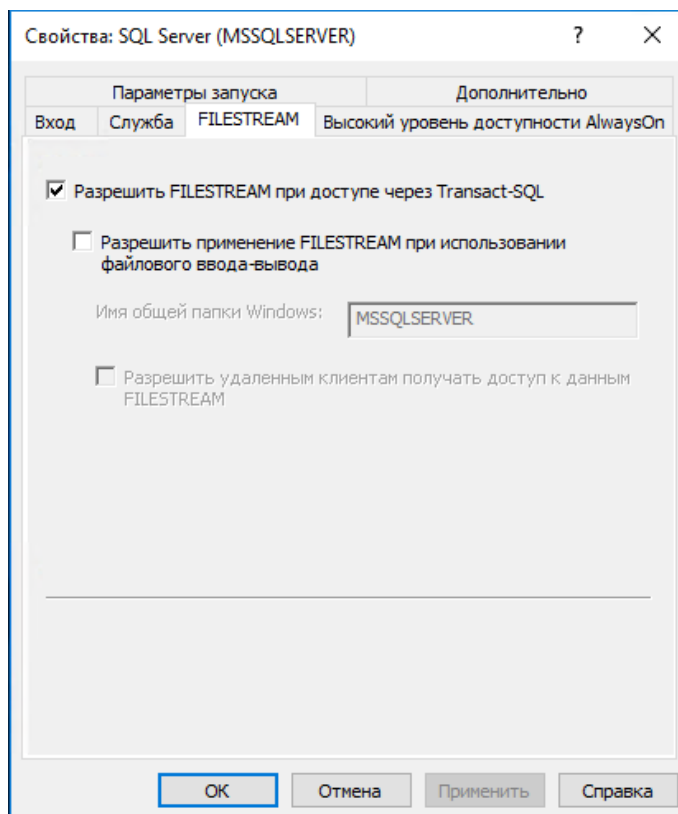 Свойства: SQL Server (MSSQLSERVER)
?
Параметры запуска
Дополнительно
Вход
Служба
FILESTREAM
Высокий уровень доступности AlwaysOn
Разрешить FILESTREAM при доступе через Transact-SQL
Разрешить применение FILESTREAM при использовании
файлового ввода-вывода
Имя общей папки Windows:
MSSQLSERVER
Разрешить удаленным клиентам получать доступ к данным
FILESTREAM
OK
Отмена
Применить
Справка